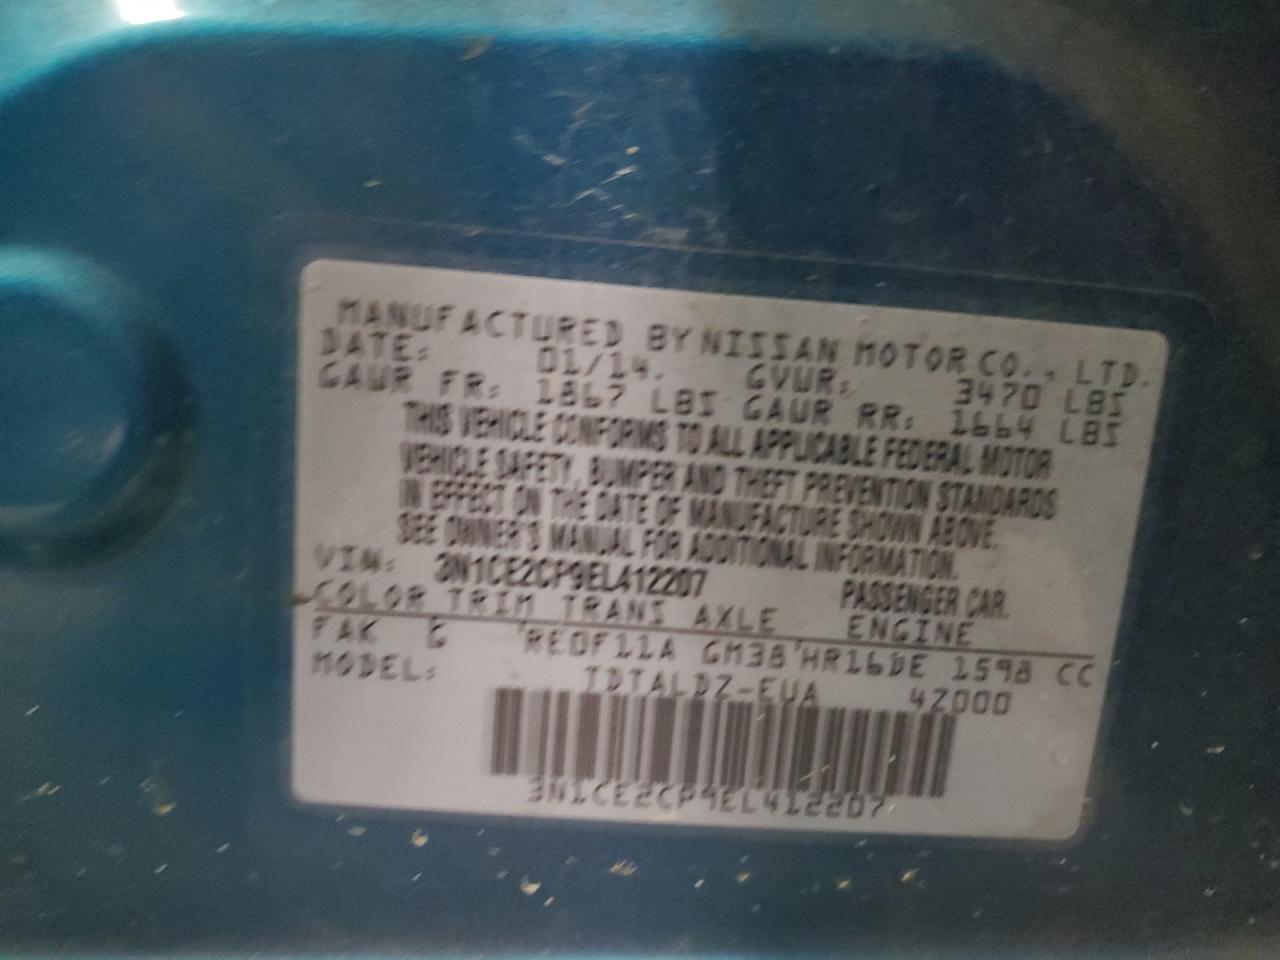 MANUFACTURED BY NISSAN MOTOR CO., LTD.
DATE: 01/14. GVWR: 3470 LBS
GAWR FR: 1867 LBS GAWR RR: 1664 LBS
THIS VEHICLE CONFORMS TO ALL APPLICABLE FEDERAL MOTOR
VEHICLE SAFETY, BUMPER AND THEFT PREVENTION STANDARDS
IN EFFECT ON THE DATE OF MANUFACTURE SHOWN ABOVE.
SEE OWNER'S MANUAL FOR ADDITIONAL INFORMATION.
VIN: 3N1CE2CP9EL412207 PASSENGER CAR.
COLOR TRIM TRANS AXLE ENGINE
FAK G RE0F11A GM38 HR16DE 1598 CC
MODEL: TDTALDZ-EUA 42000
3N1CE2CP9EL412207